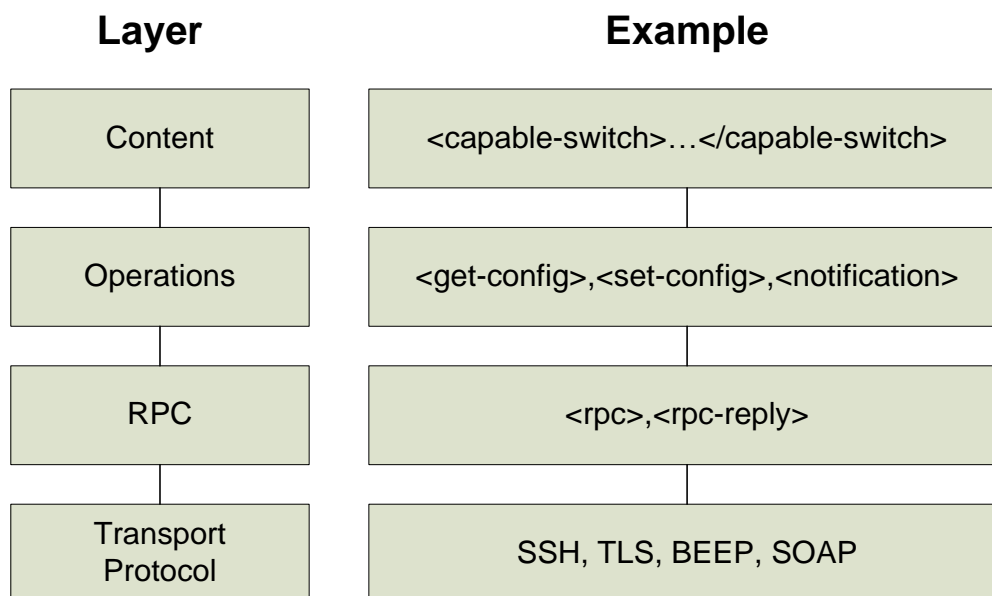 Layer Example
Content <capable-switch>…</capable-switch>
Operations <get-config>,<set-config>,<notification>
RPC <rpc>,<rpc-reply>
Transport
Protocol
SSH, TLS, BEEP, SOAP